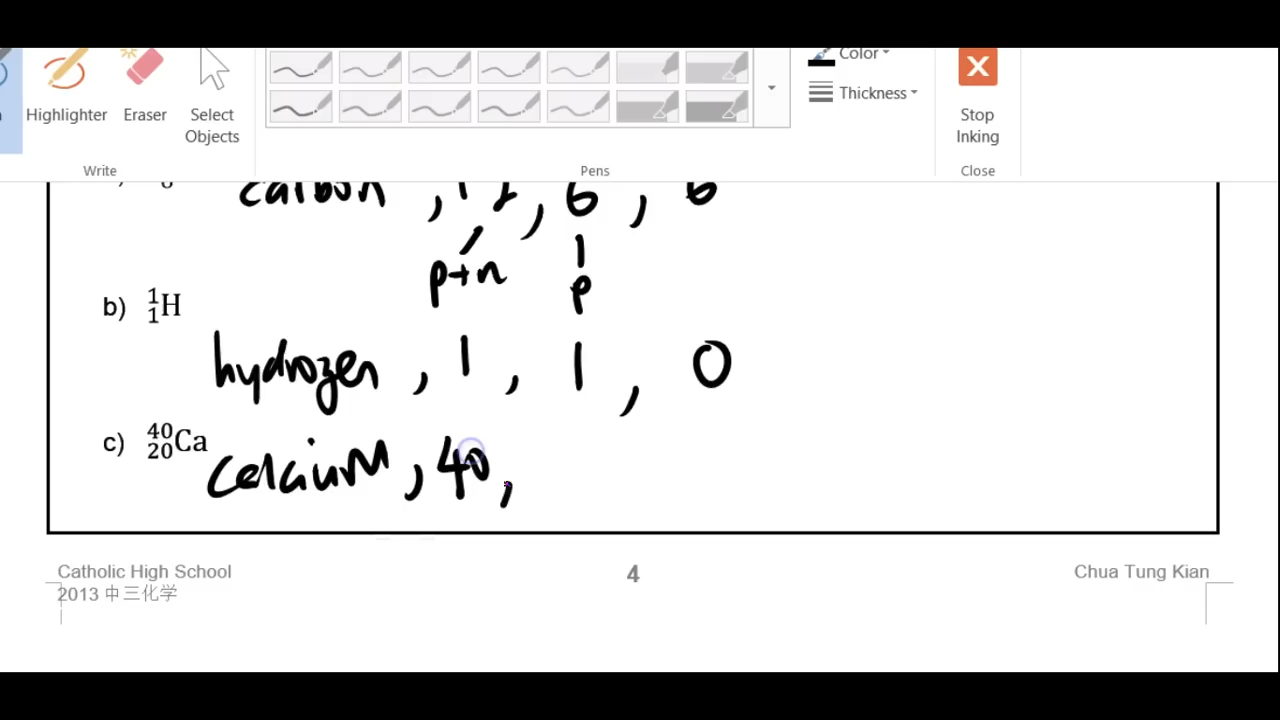 Color
Highlighter Eraser Select Objects
Thickness
Stop Inking
Write Pens Close
carbon, 12, 6, 6
p+n p
b) ¹₁H
hydrogen, 1, 1, 0
c) ⁴⁰₂₀Ca
calcium, 40,
Catholic High School 4 Chua Tung Kian
2013 中三化学